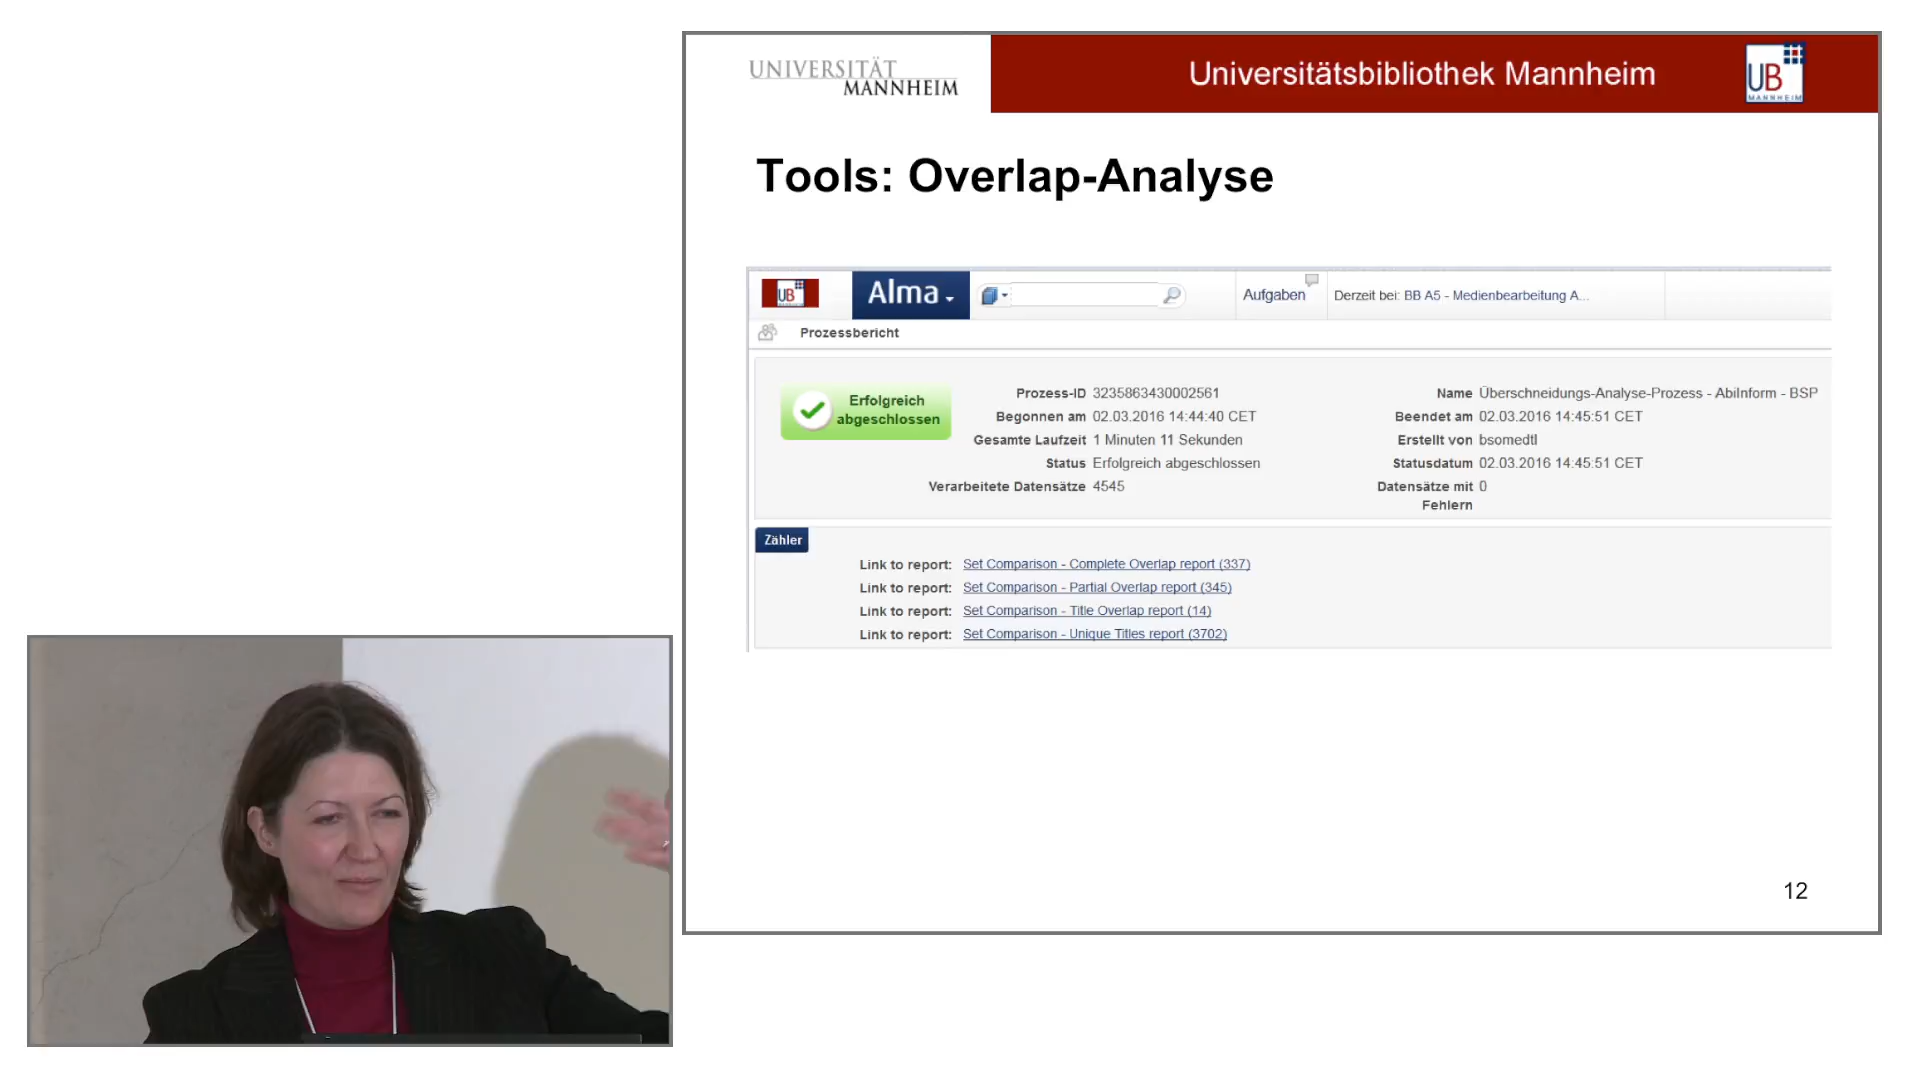 UNIVERSITÄT
MANNHEIM
Universitätsbibliothek Mannheim
UB
MANNHEIM
Tools: Overlap-Analyse
UB
Alma
Aufgaben
Derzeit bei: BB A5 - Medienbearbeitung A...
Prozessbericht
Erfolgreich
abgeschlossen
Prozess-ID 3235863430002561
Begonnen am 02.03.2016 14:44:40 CET
Gesamte Laufzeit 1 Minuten 11 Sekunden
Status Erfolgreich abgeschlossen
Verarbeitete Datensätze 4545
Name Überschneidungs-Analyse-Prozess - AbiInform - BSP
Beendet am 02.03.2016 14:45:51 CET
Erstellt von bsomedtl
Statusdatum 02.03.2016 14:45:51 CET
Datensätze mit 0
Fehlern
Zähler
Link to report: Set Comparison - Complete Overlap report (337)
Link to report: Set Comparison - Partial Overlap report (345)
Link to report: Set Comparison - Title Overlap report (14)
Link to report: Set Comparison - Unique Titles report (3702)
12